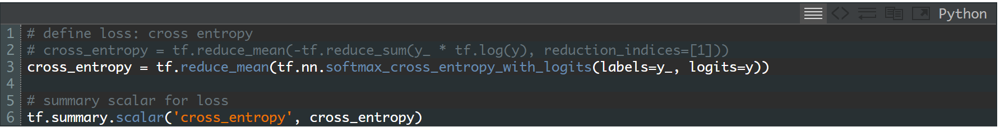 Python
1 # define loss: cross entropy
2 # cross_entropy = tf.reduce_mean(-tf.reduce_sum(y_ * tf.log(y), reduction_indices=[1]))
3 cross_entropy = tf.reduce_mean(tf.nn.softmax_cross_entropy_with_logits(labels=y_, logits=y))
4
5 # summary scalar for loss
6 tf.summary.scalar('cross_entropy', cross_entropy)